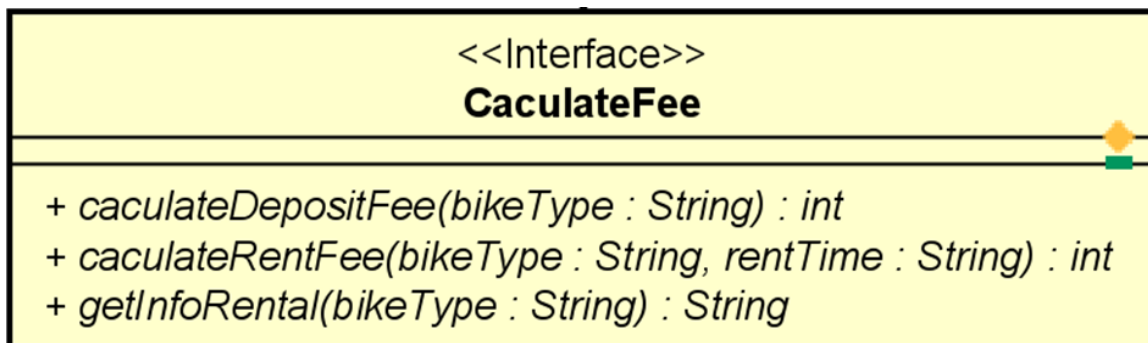 <<Interface>>
CaculateFee
+ caculateDepositFee(bikeType : String) : int
+ caculateRentFee(bikeType : String, rentTime : String) : int
+ getInfoRental(bikeType : String) : String